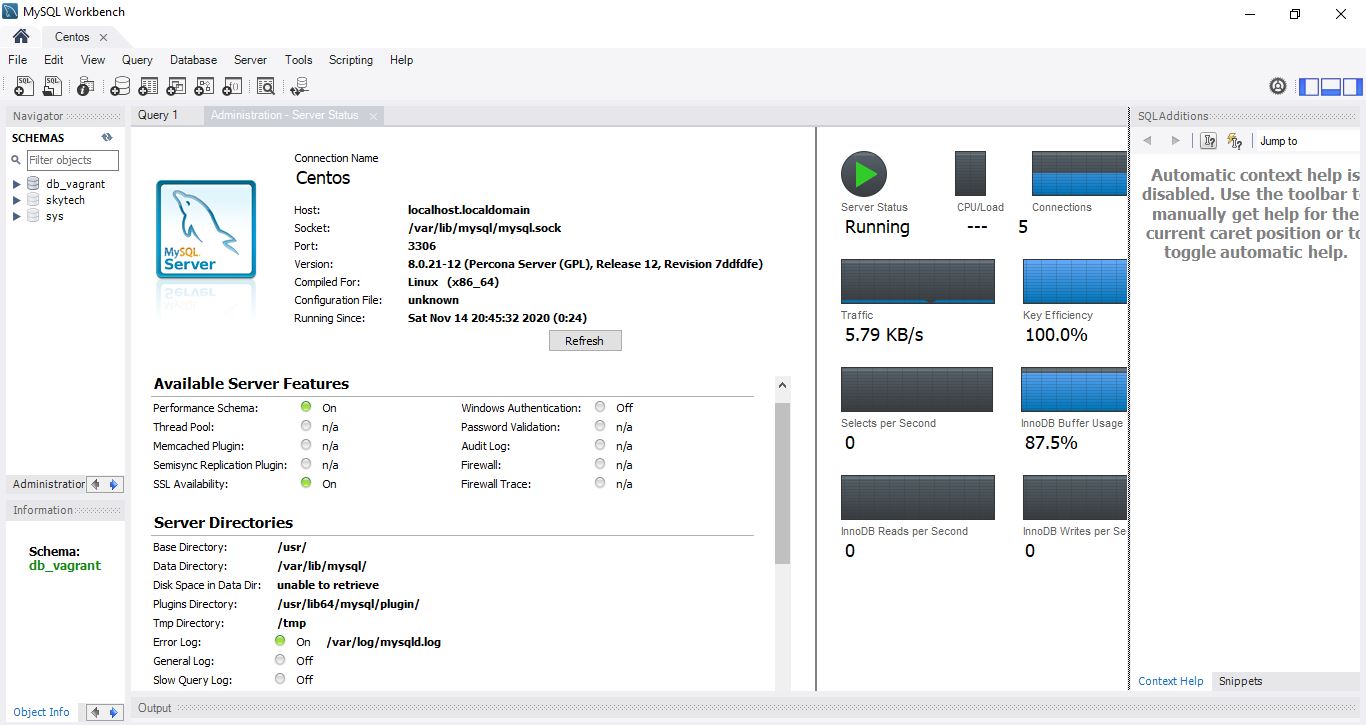 MySQL Workbench
Centos
File Edit View Query Database Server Tools Scripting Help
Navigator
SCHEMAS
Filter objects
db_vagrant
skytech
sys
Administration
Information
Schema:
db_vagrant
Object Info
Query 1
Administration - Server Status
Connection Name
Centos
MySQL
Server
Host: localhost.localdomain
Socket: /var/lib/mysql/mysql.sock
Port: 3306
Version: 8.0.21-12 (Percona Server (GPL), Release 12, Revision 7ddfdfe)
Compiled For: Linux (x86_64)
Configuration File: unknown
Running Since: Sat Nov 14 20:45:32 2020 (0:24)
Refresh
Available Server Features
Performance Schema: On Windows Authentication: Off
Thread Pool: n/a Password Validation: n/a
Memcached Plugin: n/a Audit Log: n/a
Semisync Replication Plugin: n/a Firewall: n/a
SSL Availability: On Firewall Trace: n/a
Server Directories
Base Directory: /usr/
Data Directory: /var/lib/mysql/
Disk Space in Data Dir: unable to retrieve
Plugins Directory: /usr/lib64/mysql/plugin/
Tmp Directory: /tmp
Error Log: On /var/log/mysqld.log
General Log: Off
Slow Query Log: Off
Server Status CPU/Load Connections
Running --- 5
Traffic Key Efficiency
5.79 KB/s 100.0%
Selects per Second InnoDB Buffer Usage
0 87.5%
InnoDB Reads per Second InnoDB Writes per Se
0 0
SQLAdditions
Jump to
Automatic context help is
disabled. Use the toolbar t
manually get help for the
current caret position or to
toggle automatic help.
Context Help Snippets
Output